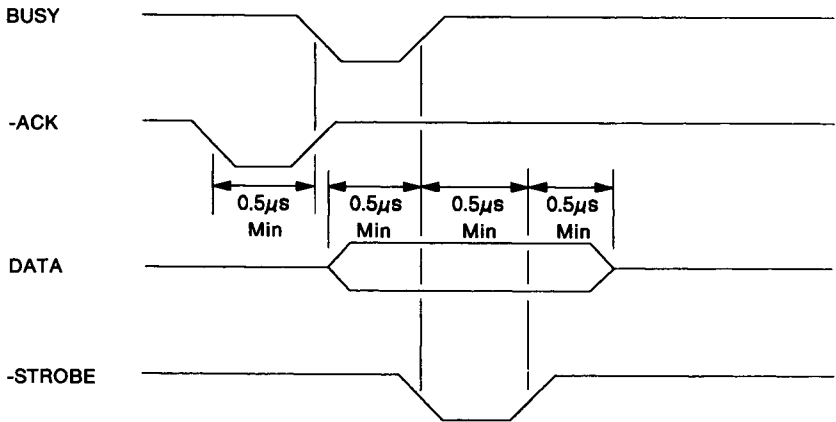 BUSY
-ACK
0.5μs 0.5μs 0.5μs 0.5μs
Min Min Min Min
DATA
-STROBE